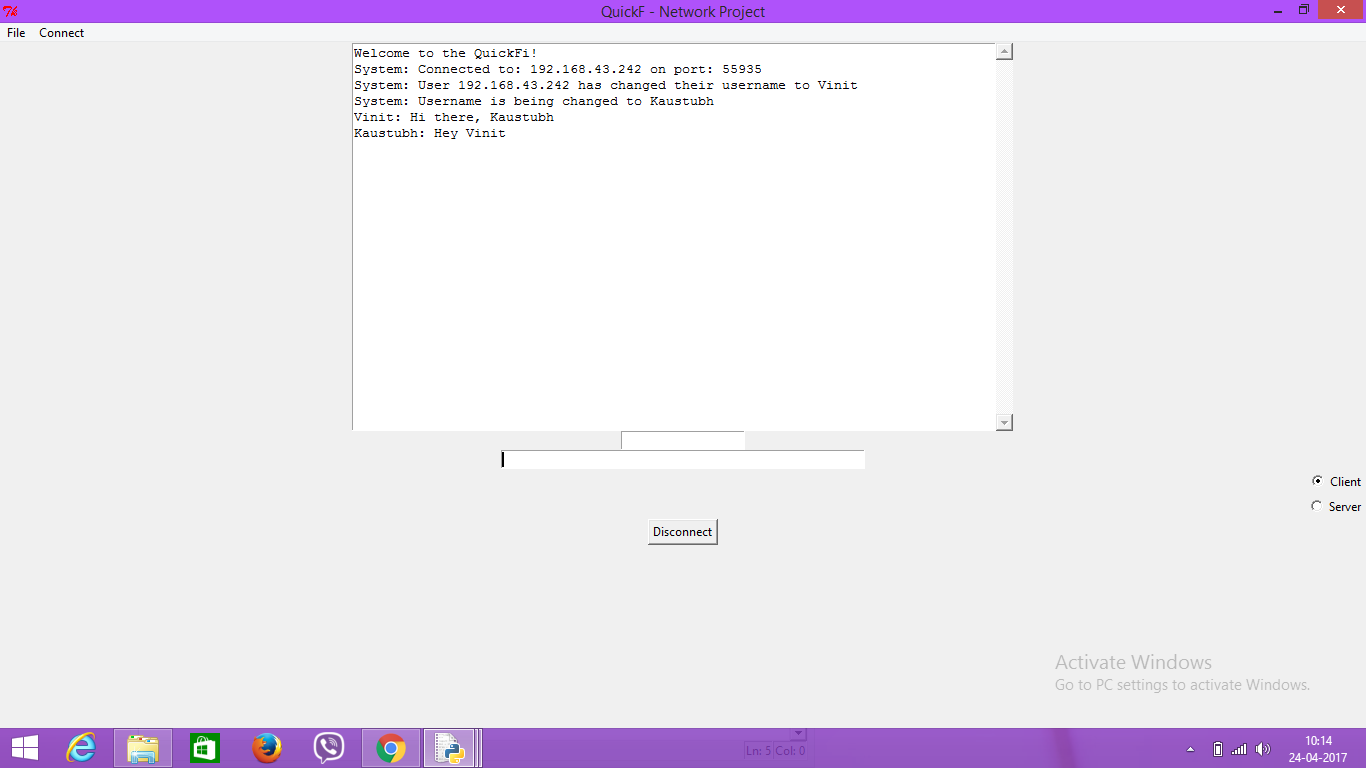 QuickF - Network Project
File Connect
Welcome to the QuickFi!
System: Connected to: 192.168.43.242 on port: 55935
System: User 192.168.43.242 has changed their username to Vinit
System: Username is being changed to Kaustubh
Vinit: Hi there, Kaustubh
Kaustubh: Hey Vinit
Client
Server
Disconnect
Activate Windows
Go to PC settings to activate Windows.
Ln: 5 Col: 0
10:14
24-04-2017